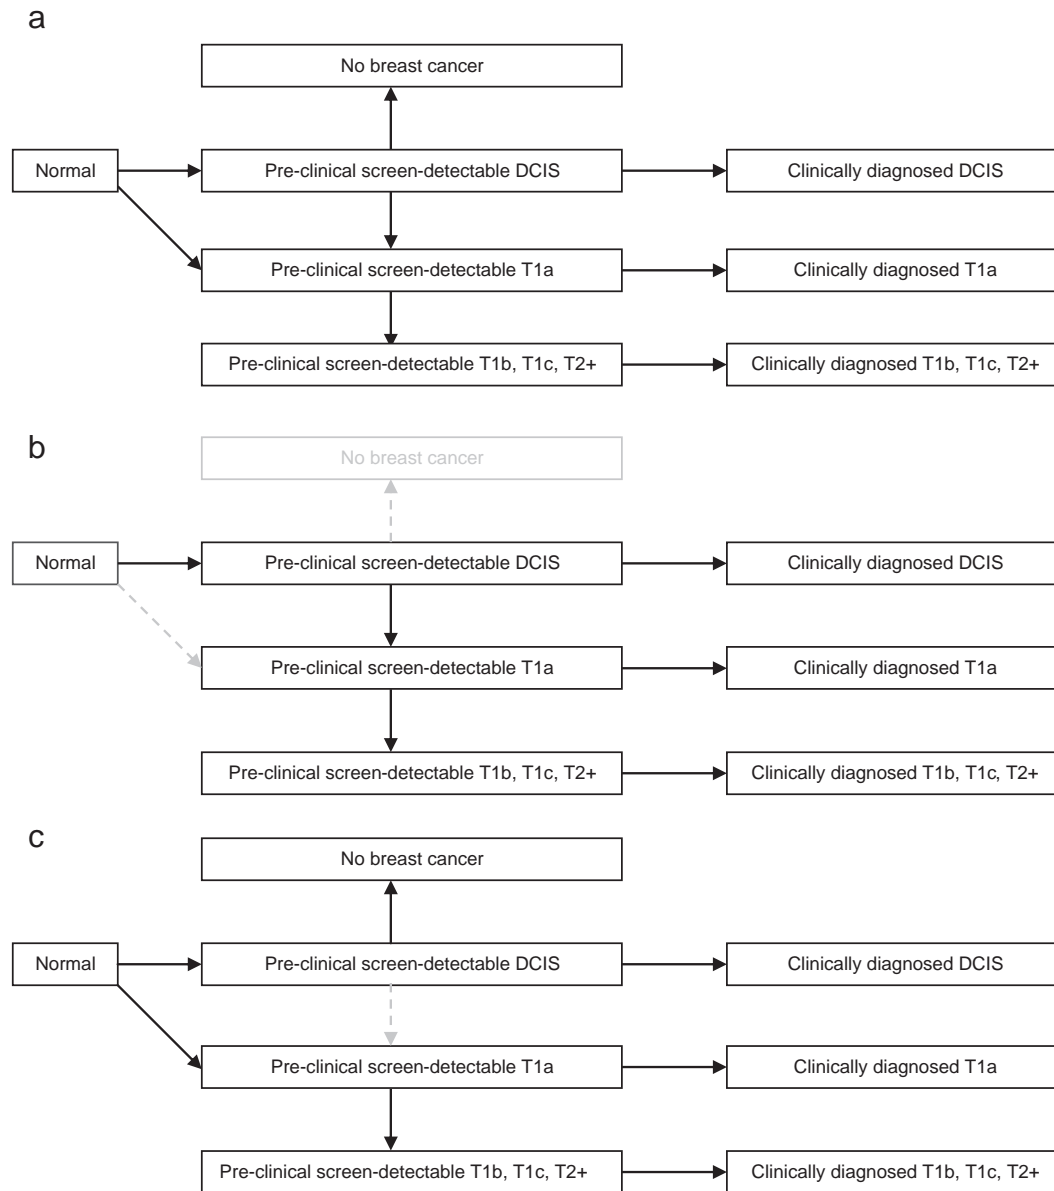 a
No breast cancer
Normal
Pre-clinical screen-detectable DCIS
Clinically diagnosed DCIS
Pre-clinical screen-detectable T1a
Clinically diagnosed T1a
Pre-clinical screen-detectable T1b, T1c, T2+
Clinically diagnosed T1b, T1c, T2+
b
No breast cancer
Normal
Pre-clinical screen-detectable DCIS
Clinically diagnosed DCIS
Pre-clinical screen-detectable T1a
Clinically diagnosed T1a
Pre-clinical screen-detectable T1b, T1c, T2+
Clinically diagnosed T1b, T1c, T2+
c
No breast cancer
Normal
Pre-clinical screen-detectable DCIS
Clinically diagnosed DCIS
Pre-clinical screen-detectable T1a
Clinically diagnosed T1a
Pre-clinical screen-detectable T1b, T1c, T2+
Clinically diagnosed T1b, T1c, T2+